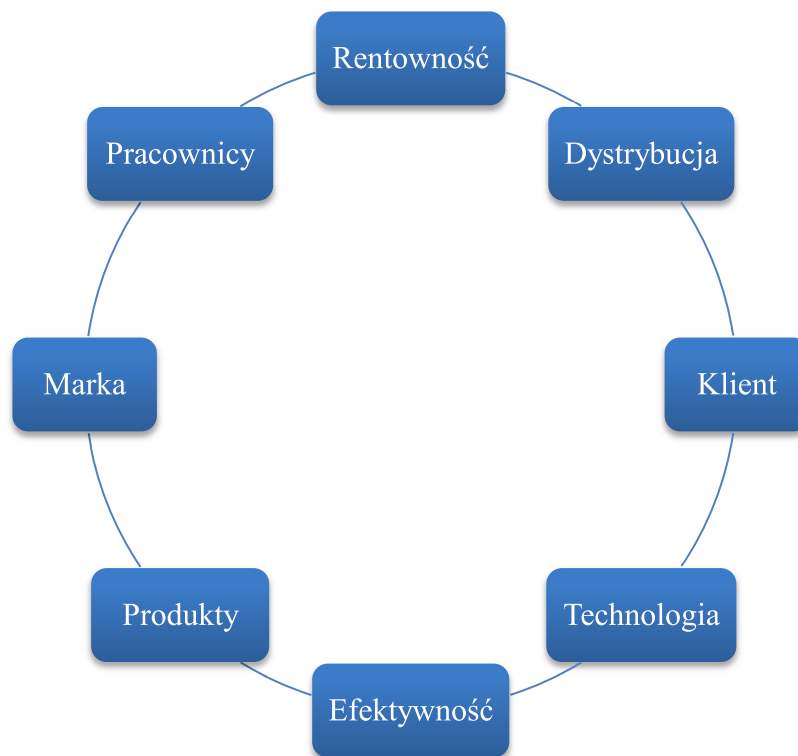 Rentowność
Dystrybucja
Klient
Technologia
Efektywność
Produkty
Marka
Pracownicy